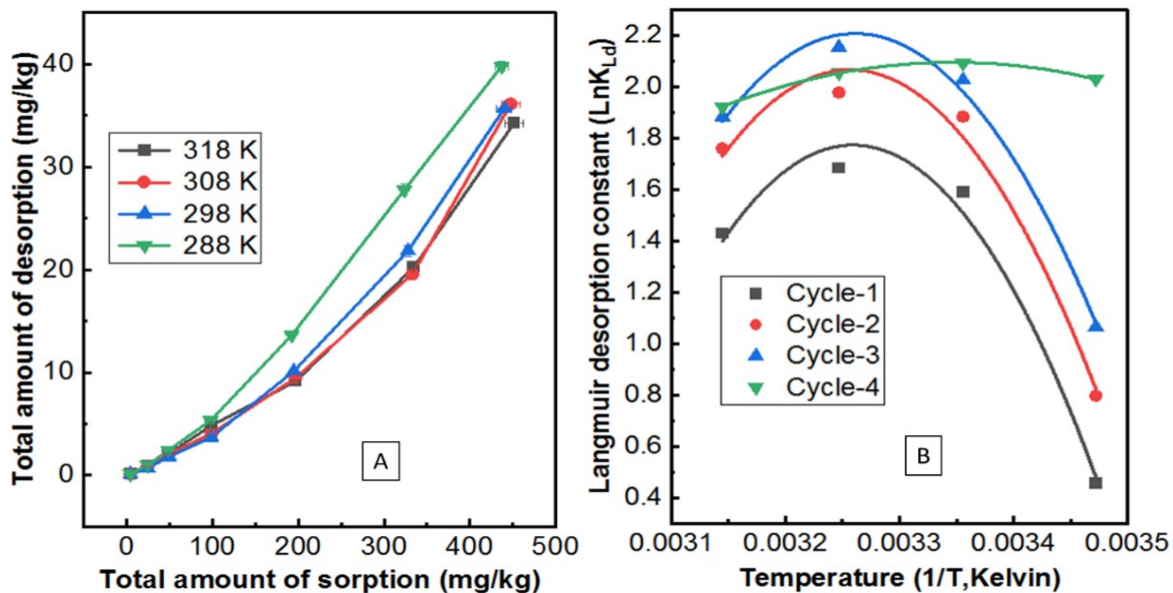 Total amount of desorption (mg/kg)
40
30
20
10
0
318 K
308 K
298 K
288 K
A
0 100 200 300 400 500
Total amount of sorption (mg/kg)
Langmuir desorption constant (LnK_Ld)
2.2
2.0
1.8
1.6
1.4
1.2
1.0
0.8
0.6
0.4
Cycle-1
Cycle-2
Cycle-3
Cycle-4
B
0.0031 0.0032 0.0033 0.0034 0.0035
Temperature (1/T,Kelvin)